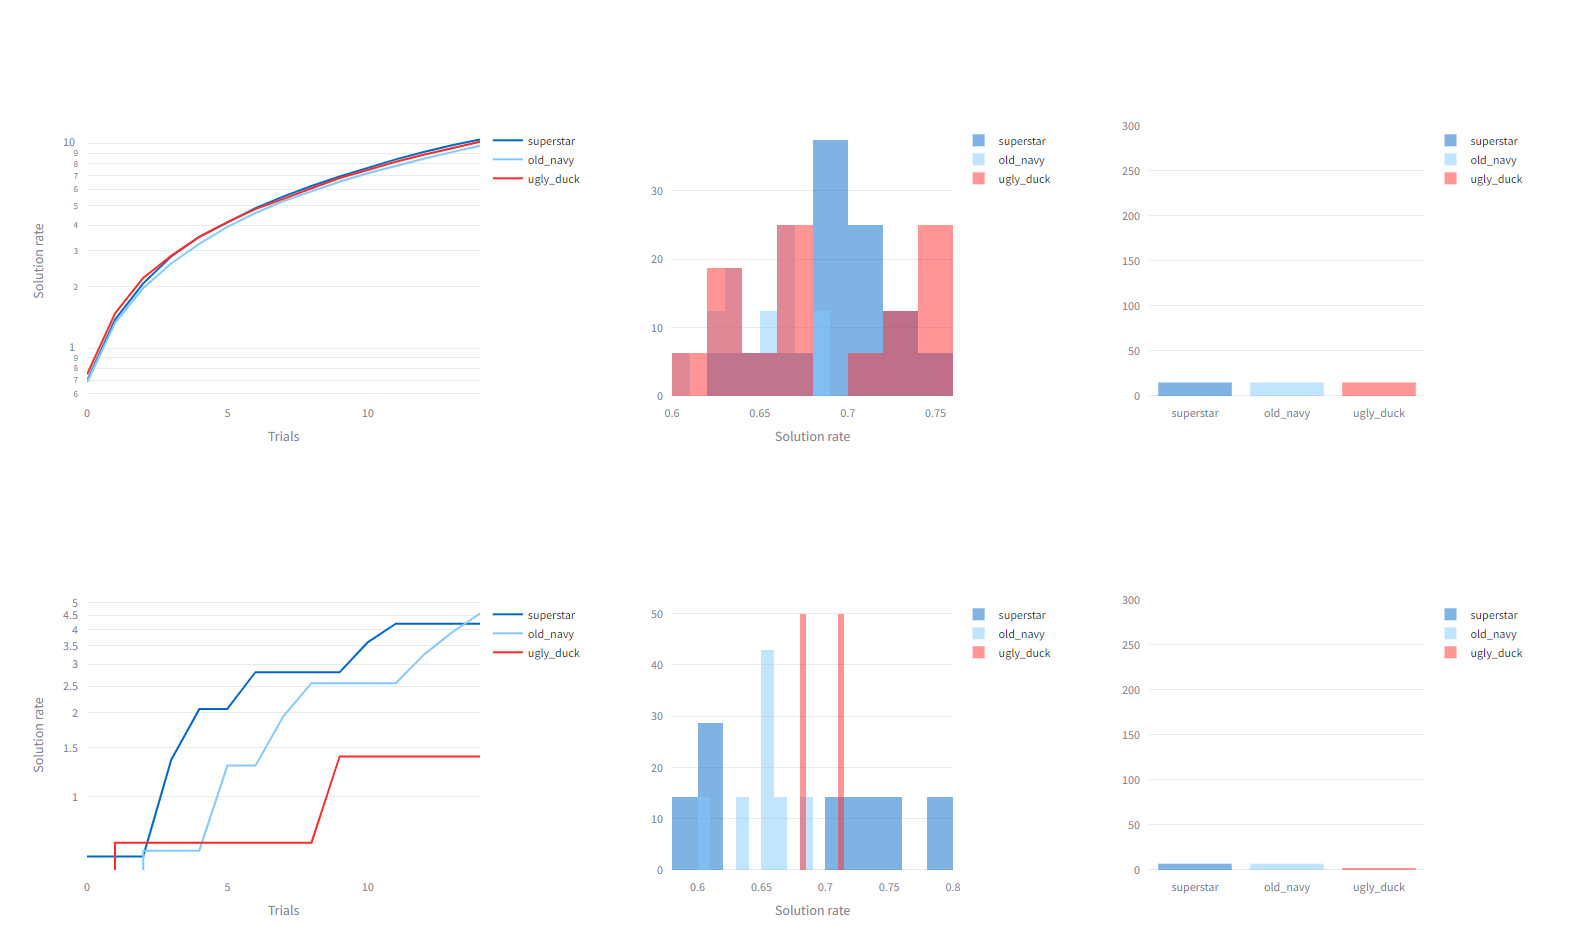 10
9
8
7
6
5
4
3
2
1
9
8
7
6
0
5
10
Solution rate
Trials
superstar
old_navy
ugly_duck
30
20
10
0
0.6
0.65
0.7
0.75
Solution rate
superstar
old_navy
ugly_duck
300
250
200
150
100
50
0
superstar
old_navy
ugly_duck
superstar
old_navy
ugly_duck
5
4.5
4
3.5
3
2.5
2
1.5
1
0
5
10
Solution rate
Trials
superstar
old_navy
ugly_duck
50
40
30
20
10
0
0.6
0.65
0.7
0.75
0.8
Solution rate
superstar
old_navy
ugly_duck
300
250
200
150
100
50
0
superstar
old_navy
ugly_duck
superstar
old_navy
ugly_duck